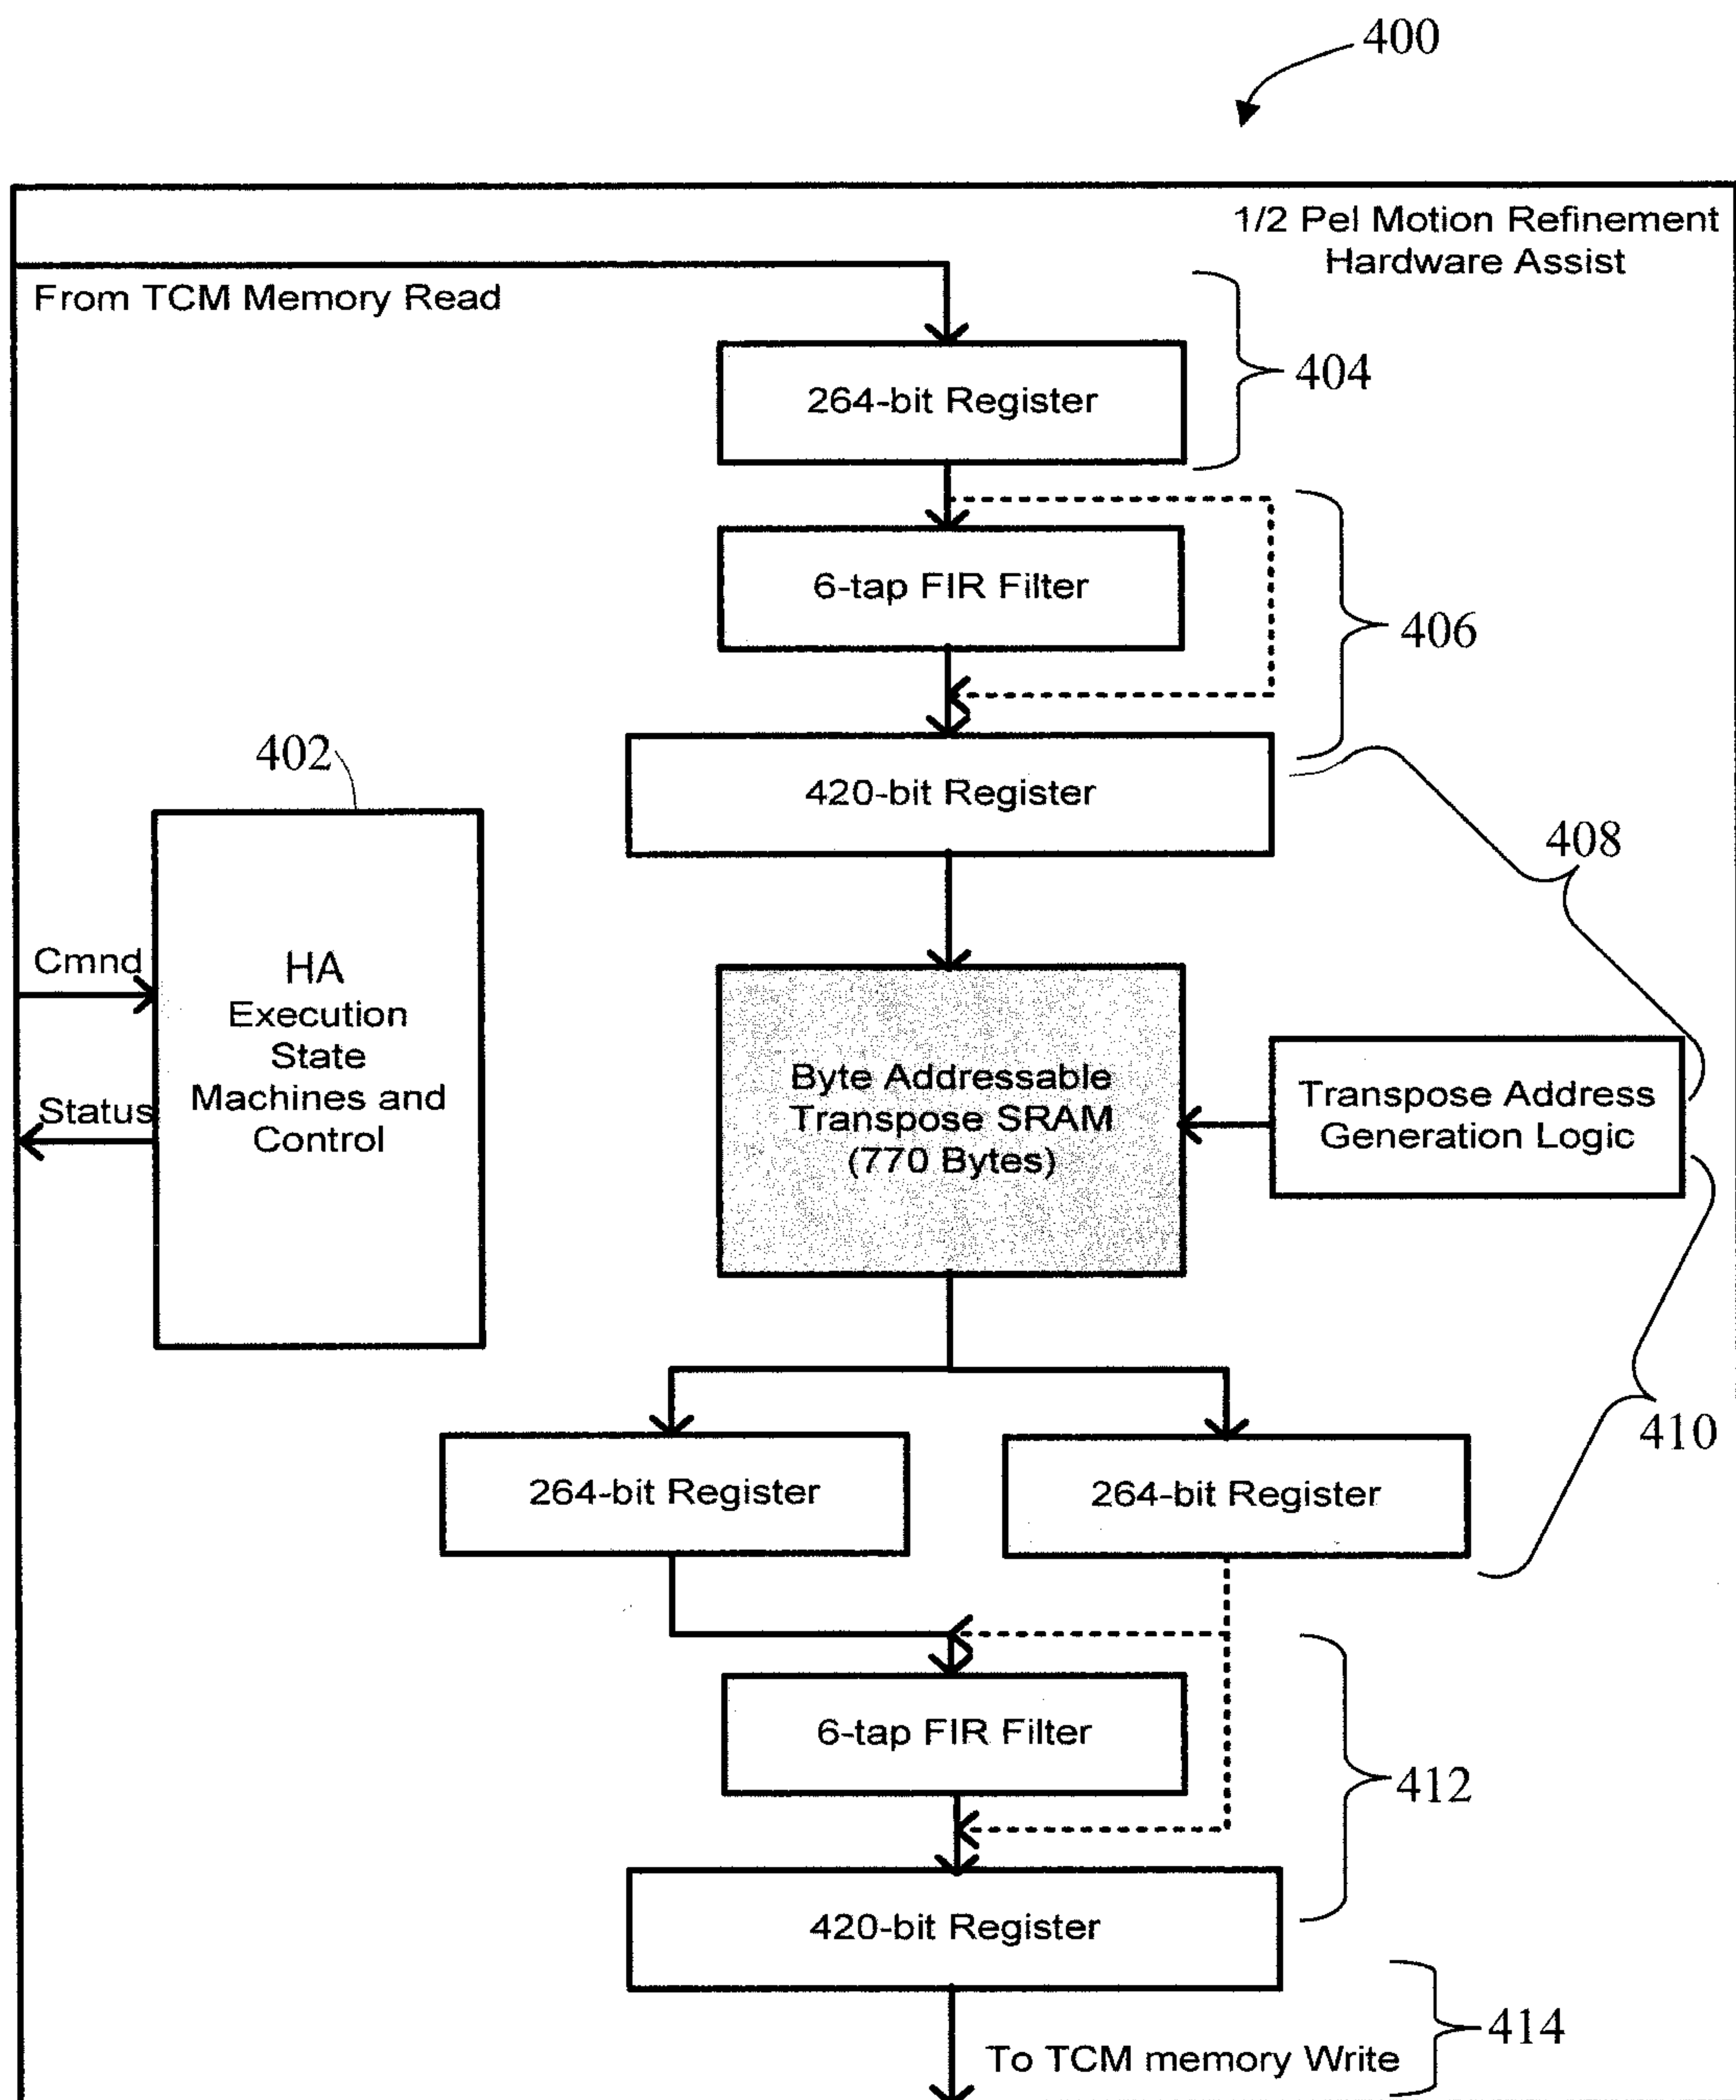 400
1/2 Pel Motion Refinement
Hardware Assist
From TCM Memory Read
404
264-bit Register
406
6-tap FIR Filter
402
420-bit Register
408
Cmnd
HA
Execution
State
Machines and
Control
Status
Byte Addressable
Transpose SRAM
(770 Bytes)
Transpose Address
Generation Logic
410
264-bit Register
264-bit Register
6-tap FIR Filter
412
420-bit Register
414
To TCM memory Write